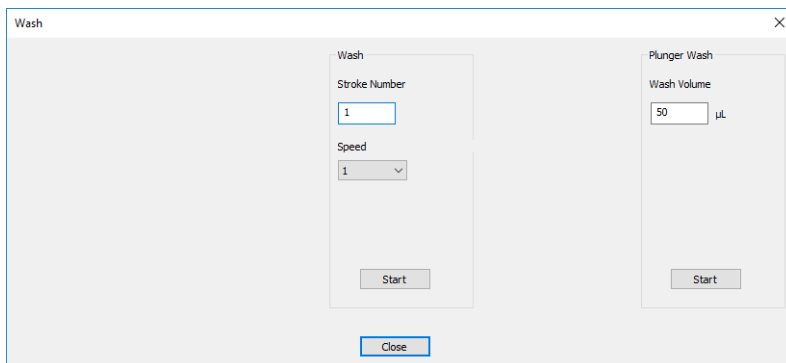 Wash
Wash
Stroke Number
1
Speed
1
Start
Plunger Wash
Wash Volume
50 µL
Start
Close